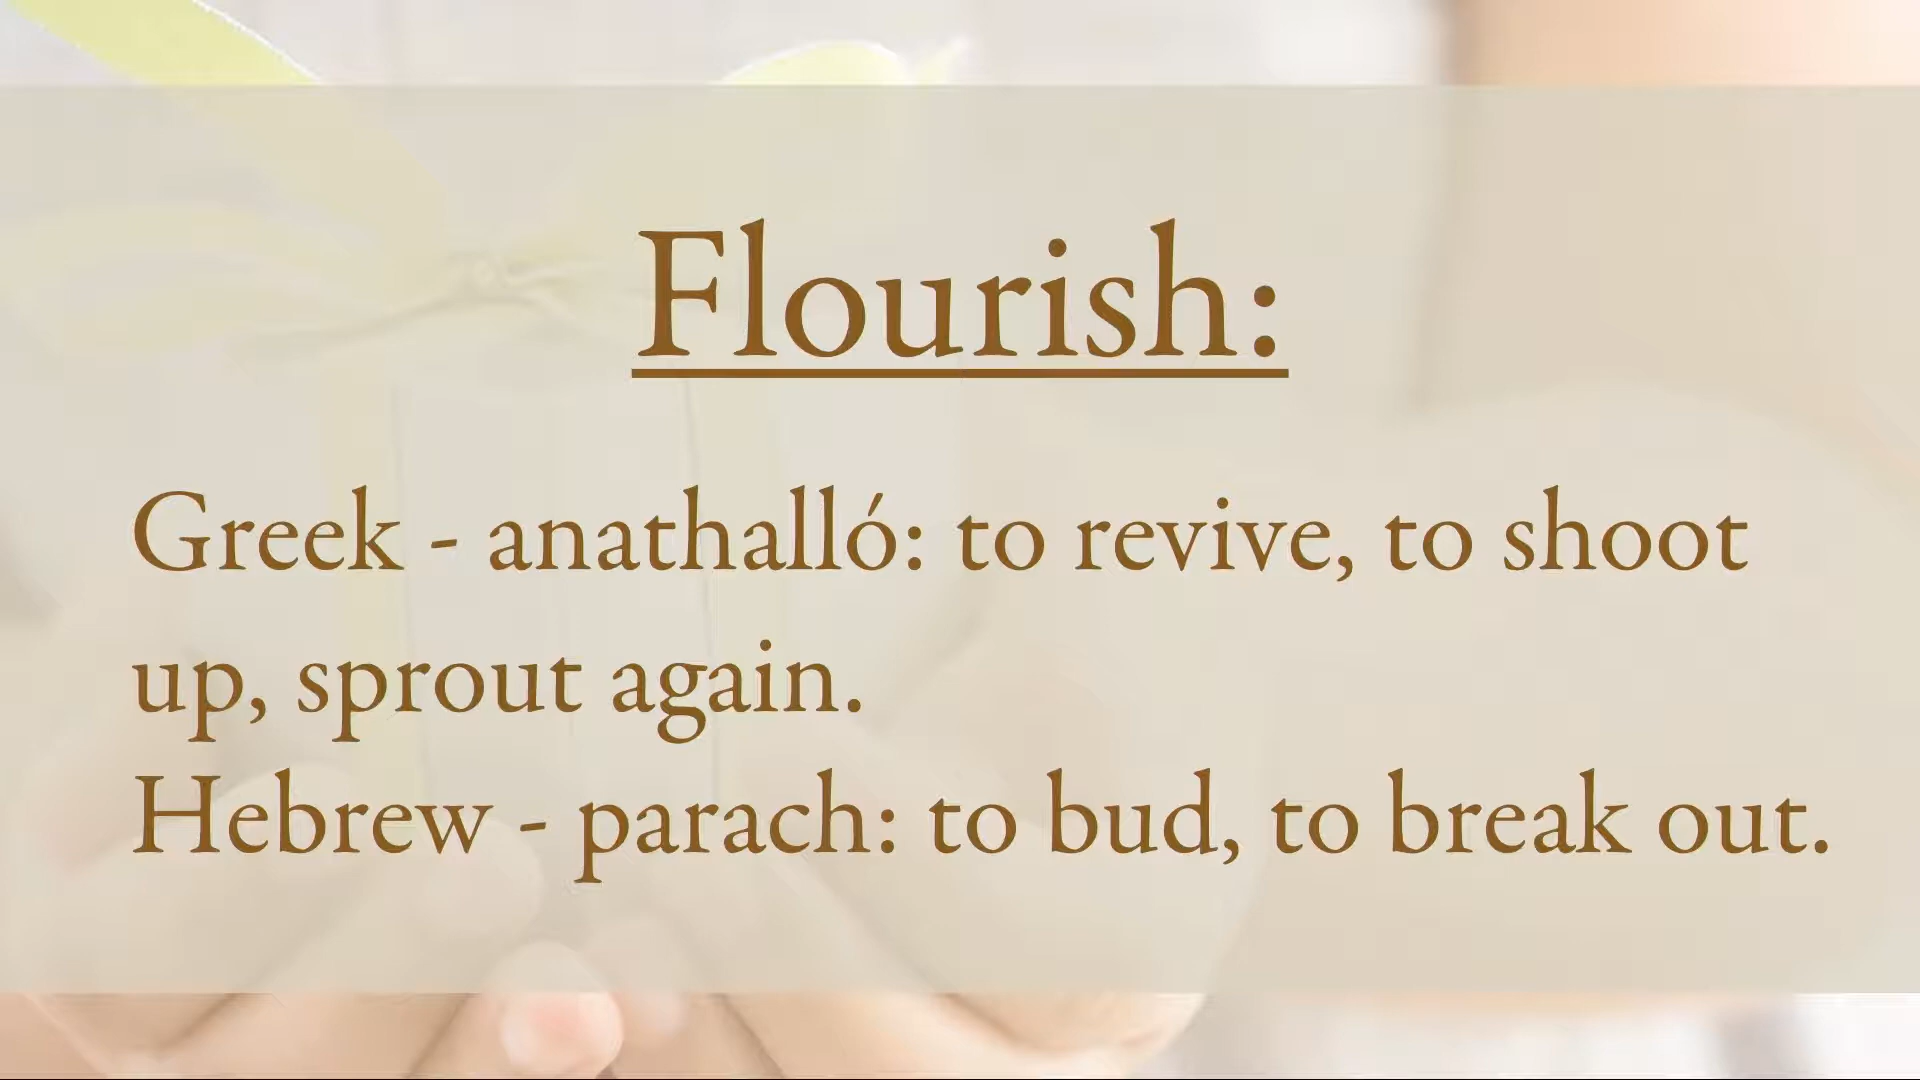 Flourish:
Greek - anathalló: to revive, to shoot
up, sprout again.
Hebrew - parach: to bud, to break out.